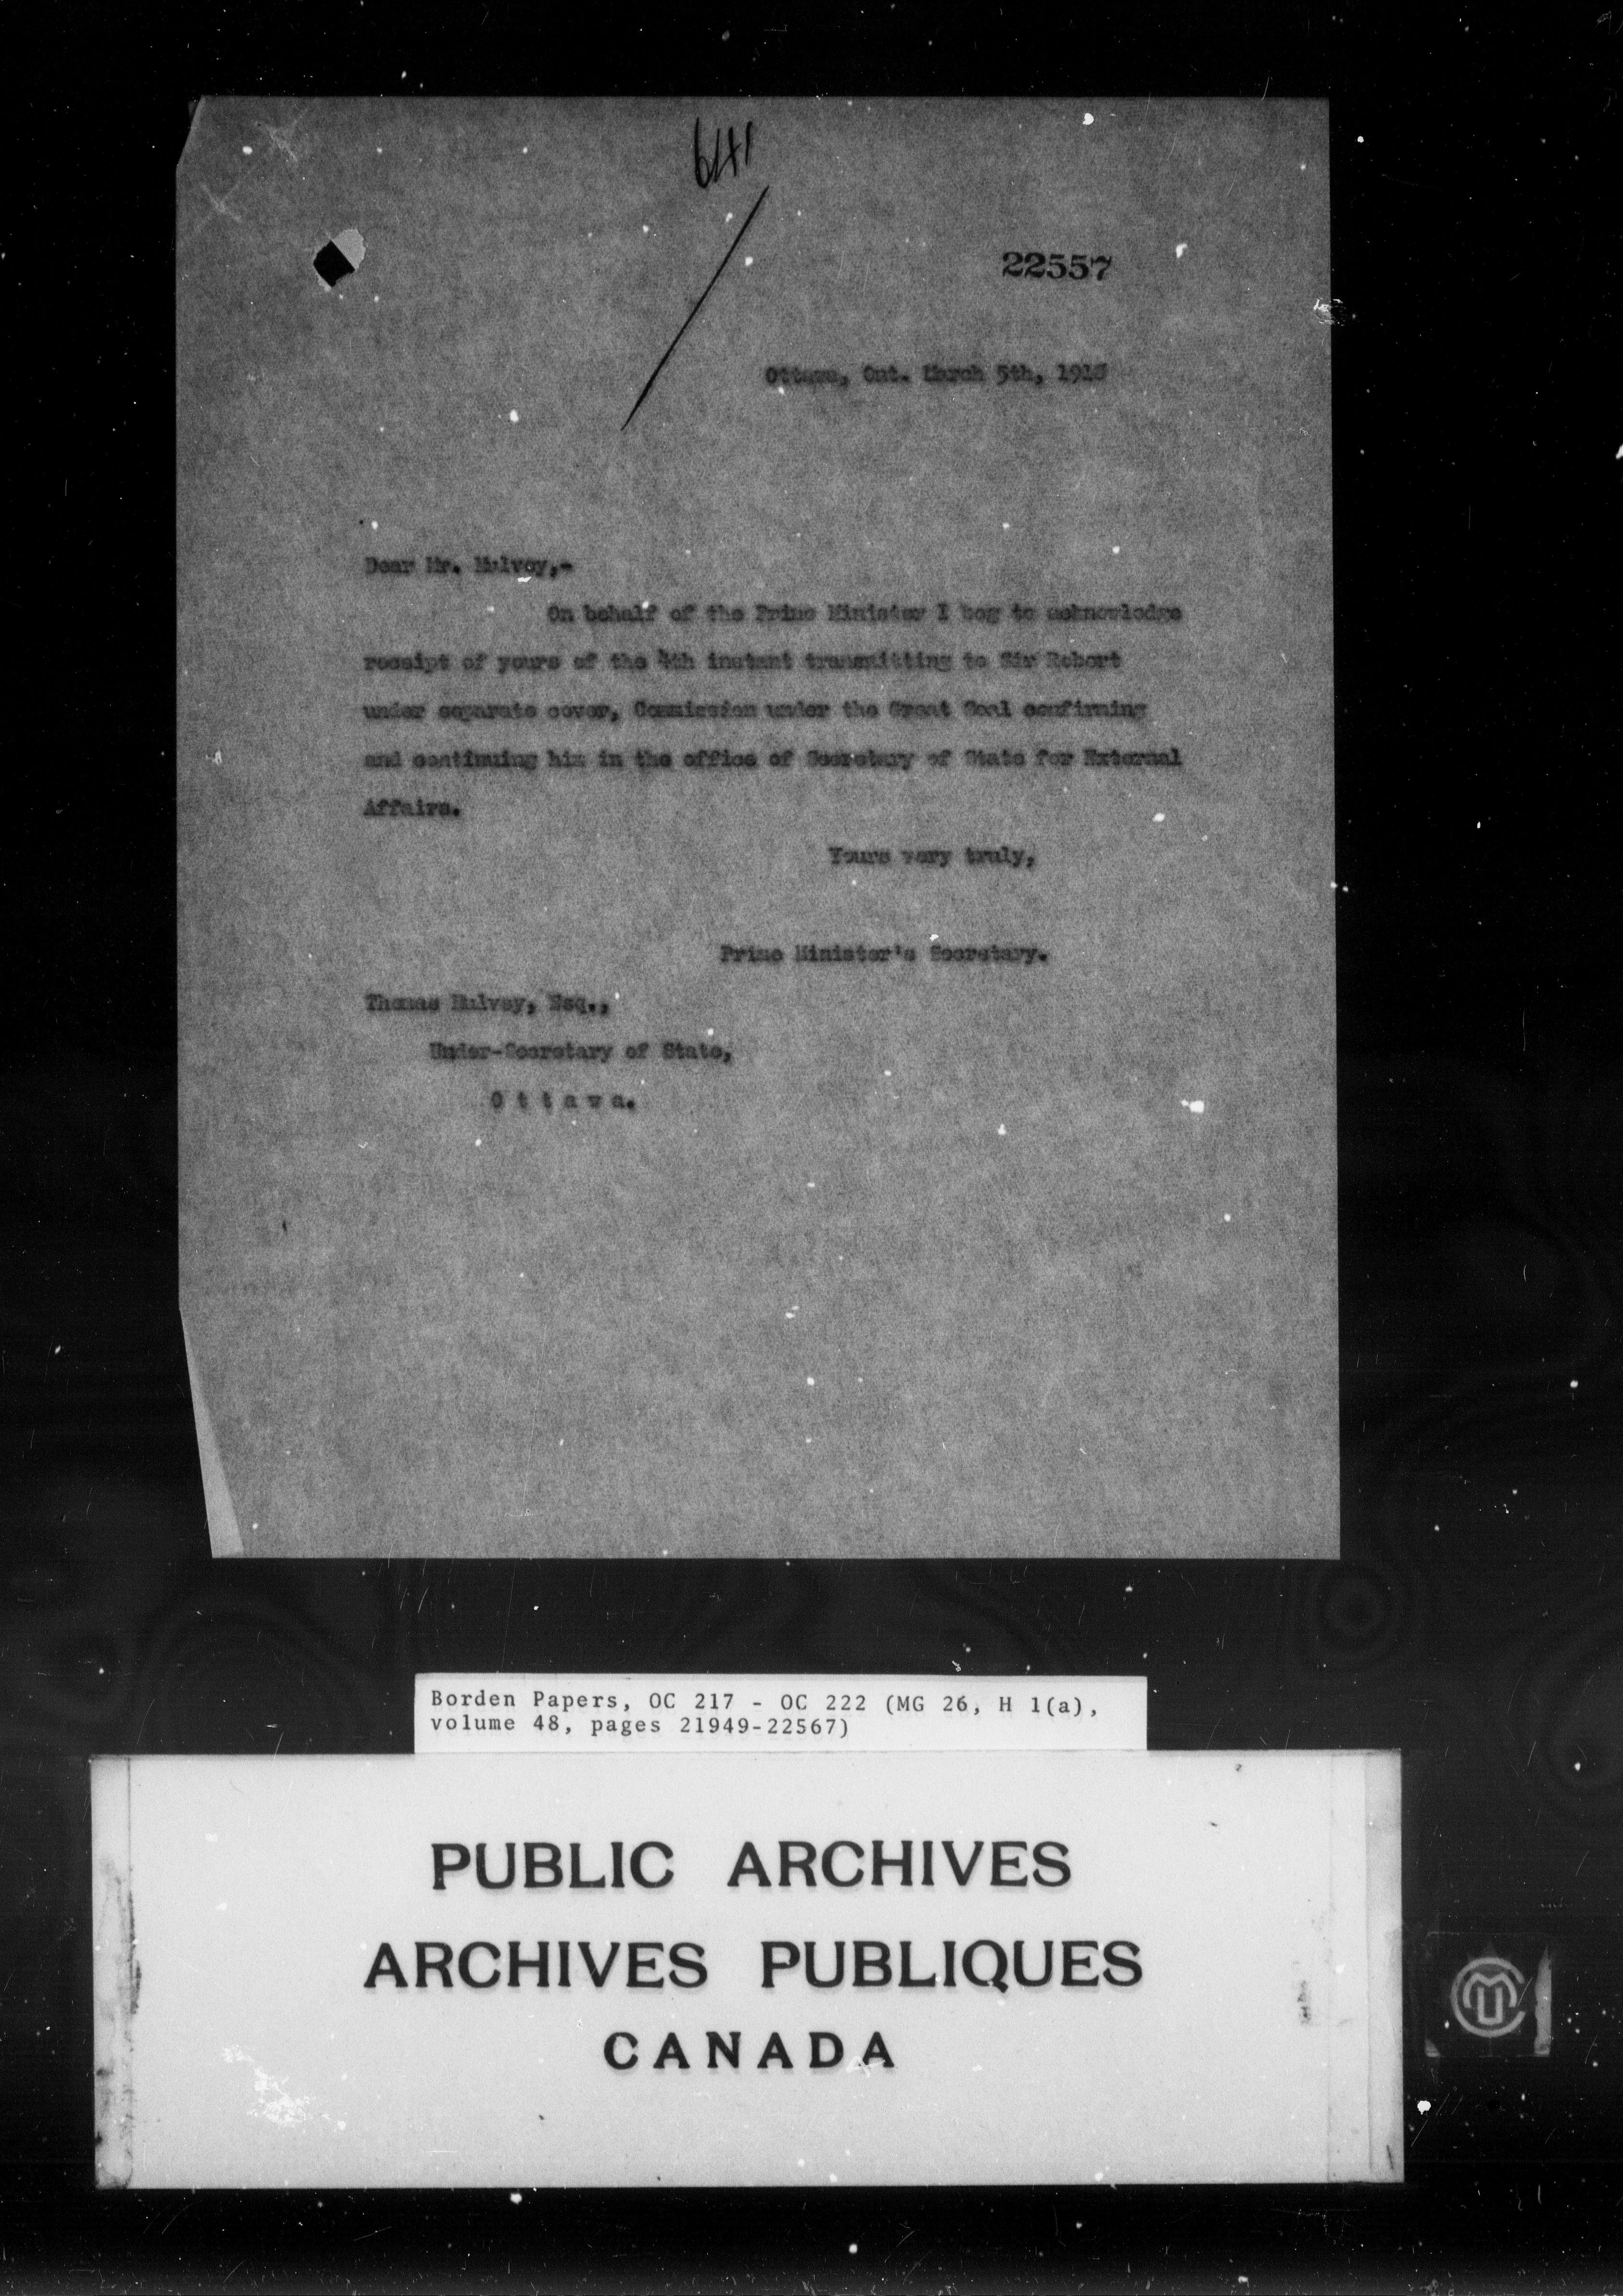 641
22557
Ottawa, Ont. March 5th, 1918
Dear Mr. Mulvey,-
On behalf of the Prime Minister I beg to acknowledge
receipt of yours of the 4th instant transmitting to Sir Robert
under separate cover, Commission under the Great Seal confirming
and continuing him in the office of Secretary of State for External
Affairs.
Yours very truly,
Prime Minister's Secretary.
Thomas Mulvey, Esq.,
Under-Secretary of State,
O t t a w a.
Borden Papers, OC 217 - OC 222 (MG 26, H 1(a),
volume 48, pages 21949-22567)
PUBLIC ARCHIVES
ARCHIVES PUBLIQUES
CANADA